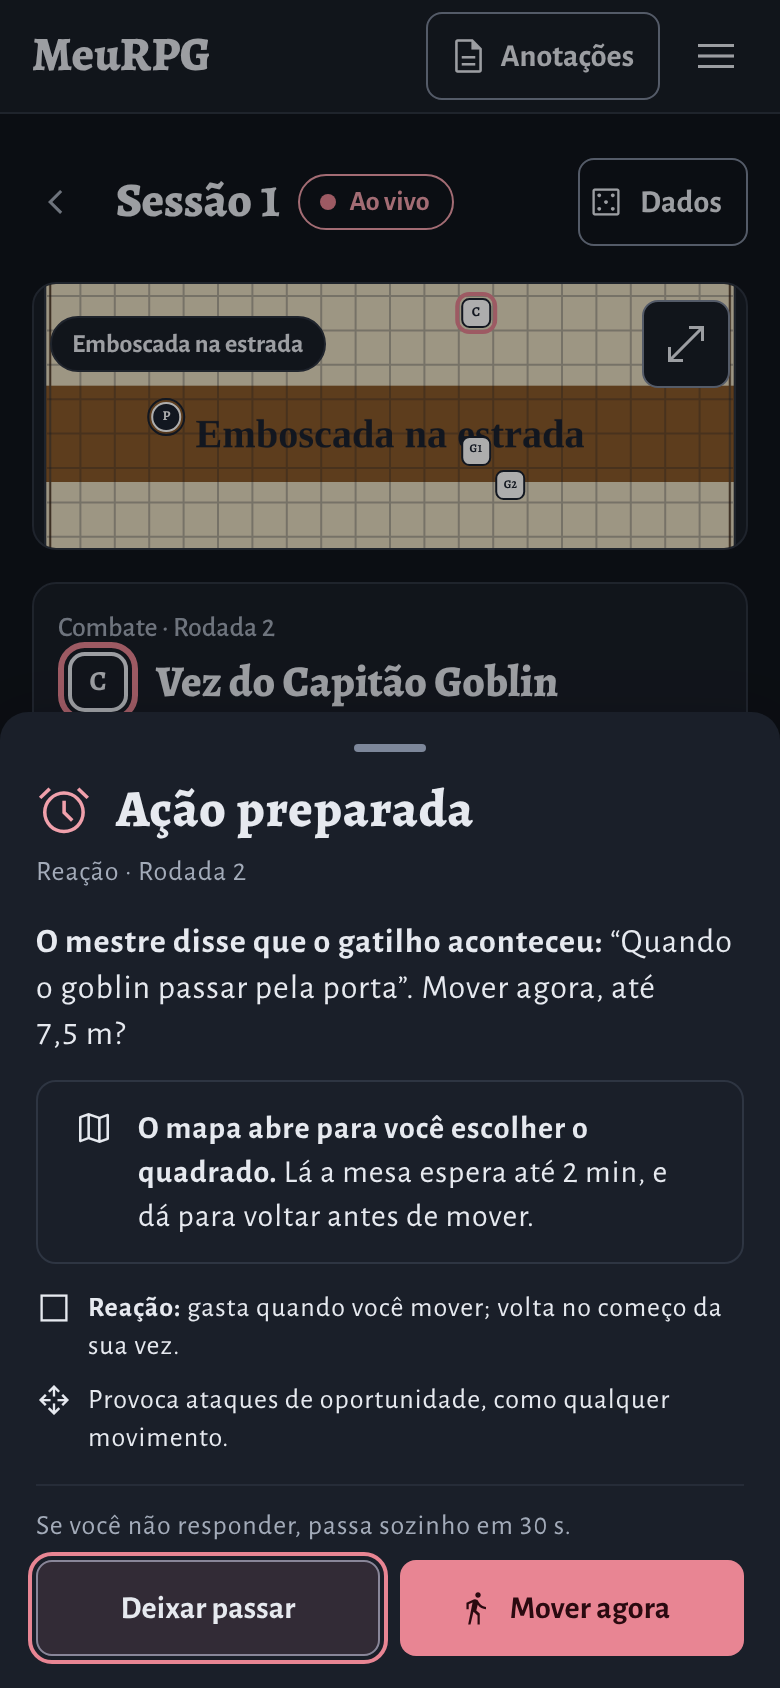 MeuRPG
Anotações
Sessão 1
Ao vivo
Dados
C
Emboscada na estrada
P
Emboscada na estrada
G1
G2
Combate · Rodada 2
C
Vez do Capitão Goblin
Ação preparada
Reação · Rodada 2
O mestre disse que o gatilho aconteceu: “Quando
o goblin passar pela porta”. Mover agora, até
7,5 m?
O mapa abre para você escolher o
quadrado. Lá a mesa espera até 2 min, e
dá para voltar antes de mover.
Reação: gasta quando você mover; volta no começo da
sua vez.
Provoca ataques de oportunidade, como qualquer
movimento.
Se você não responder, passa sozinho em 30 s.
Deixar passar
Mover agora